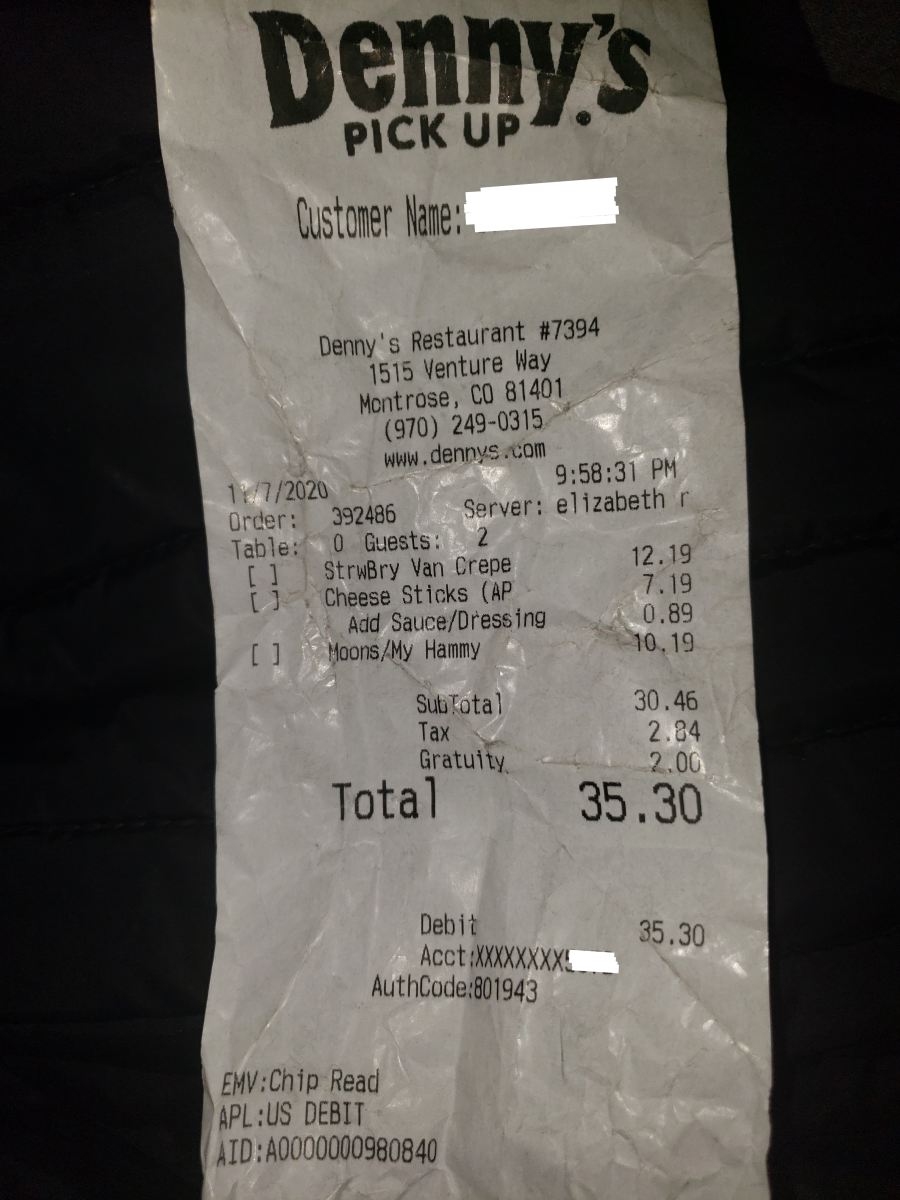 Denny's
PICK UP
Customer Name:
Denny's Restaurant #7394
1515 Venture Way
Montrose, CO 81401
(970) 249-0315
www.dennys.com
11/7/2020 9:58:31 PM
Order: 392486 Server: elizabeth r
Table: 0 Guests: 2
[ ] StrwBry Van Crepe 12.19
[ ] Cheese Sticks (AP 7.19
Add Sauce/Dressing 0.89
[ ] Moons/My Hammy 10.19
SubTotal 30.46
Tax 2.84
Gratuity 2.00
Total 35.30
Debit 35.30
Acct:XXXXXXXX
AuthCode:801943
EMV:Chip Read
APL:US DEBIT
AID:A0000000980840